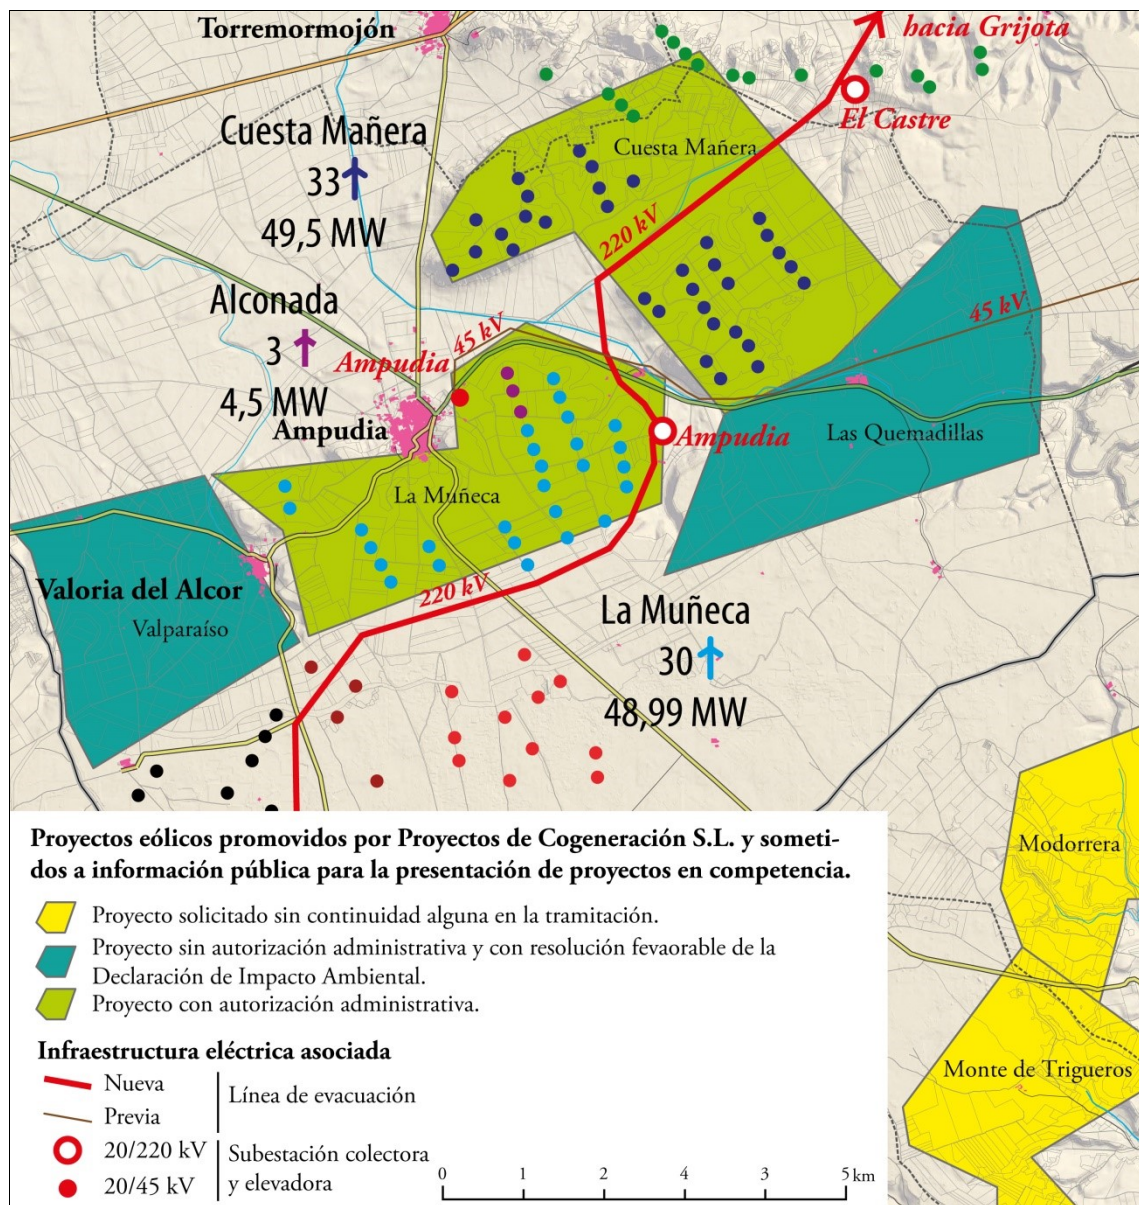 Torremormojón
hacia Grijota
El Castre
Cuesta Mañera
33
49,5 MW
Cuesta Mañera
220 kV
Alconada
3
4,5 MW
Ampudia
45 kV
45 kV
Ampudia
Ampudia
Las Quemadillas
La Muñeca
Valoria del Alcor
Valparaíso
220 kV
La Muñeca
30
48,99 MW
Modorrera
Monte de Trigueros
Proyectos eólicos promovidos por Proyectos de Cogeneración S.L. y someti-
dos a información pública para la presentación de proyectos en competencia.
Proyecto solicitado sin continuidad alguna en la tramitación.
Proyecto sin autorización administrativa y con resolución fevaorable de la
Declaración de Impacto Ambiental.
Proyecto con autorización administrativa.
Infraestructura eléctrica asociada
Nueva
Previa
Línea de evacuación
20/220 kV
20/45 kV
Subestación colectora
y elevadora
0 1 2 4 3 5 km